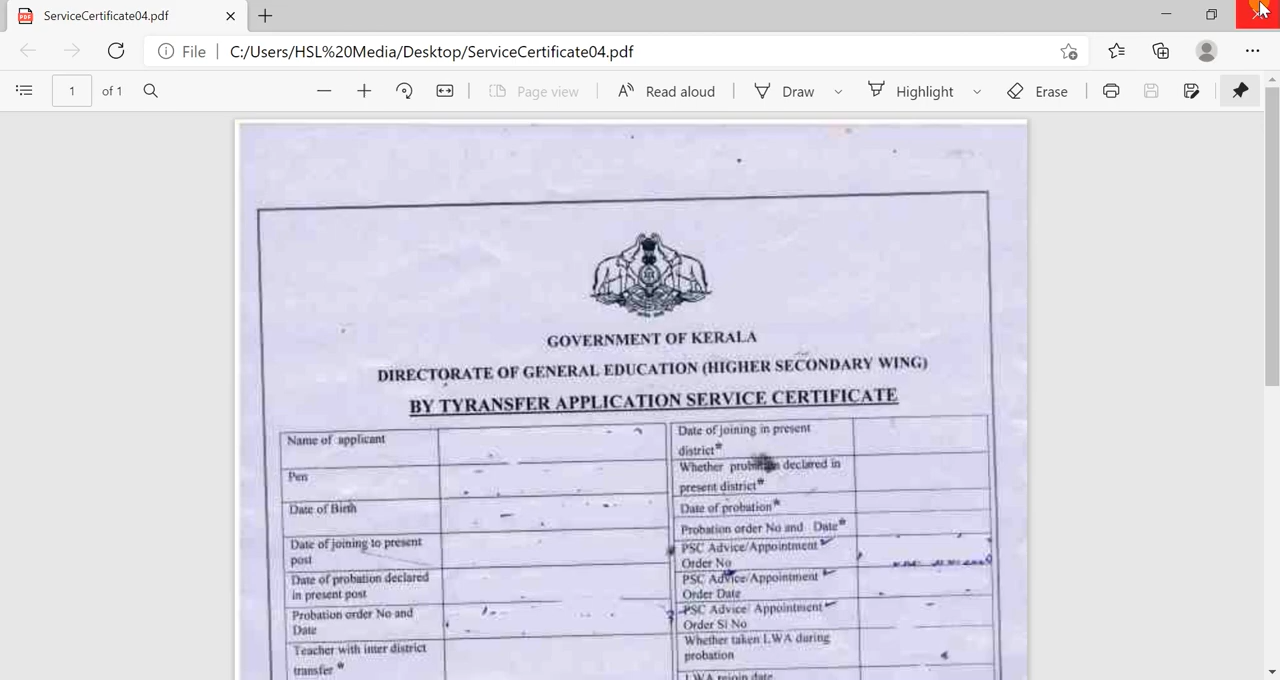 ServiceCertificate04.pdf
File C:/Users/HSL%20Media/Desktop/ServiceCertificate04.pdf
1 of 1 Page view Read aloud Draw Highlight Erase
GOVERNMENT OF KERALA
DIRECTORATE OF GENERAL EDUCATION (HIGHER SECONDARY WING)
BY TYRANSFER APPLICATION SERVICE CERTIFICATE
Name of applicant
Pen
Date of Birth
Date of joining to present
post
Date of probation declared
in present post
Probation order No and
Date
Teacher with inter district
transfer *
Date of joining in present
district*
Whether probation declared in
present district*
Date of probation*
Probation order No and Date*
PSC Advice/Appointment
Order No
PSC Advice/Appointment
Order Date
PSC Advice/ Appointment
Order Sl No
Whether taken LWA during
probation
LWA rejoin date